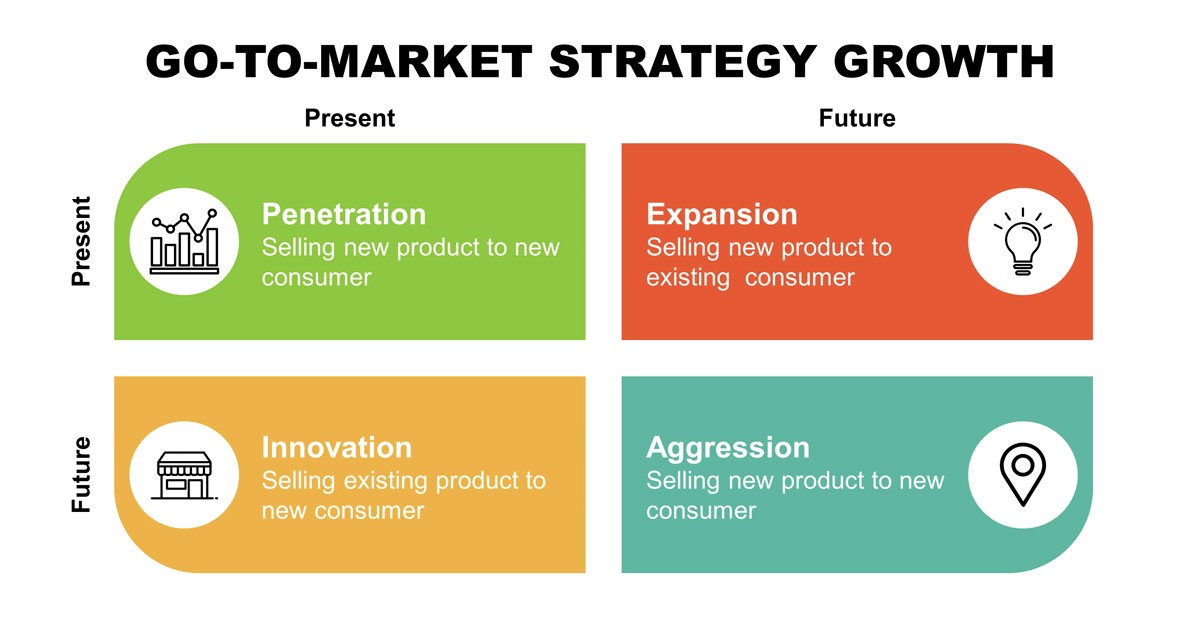 GO-TO-MARKET STRATEGY GROWTH
Present
Future
Present
Penetration
Selling new product to new
consumer
Expansion
Selling new product to
existing  consumer
Future
Innovation
Selling existing product to
new consumer
Aggression
Selling new product to new
consumer